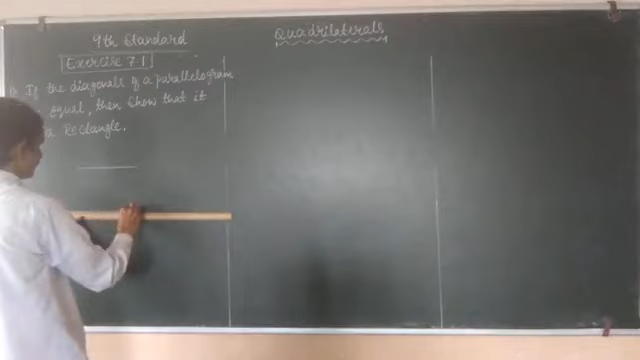 9th Standard
Quadrilaterals
Exercise 7.1
If the diagonals of a parallelogram
equal, then show that it
a Rectangle.